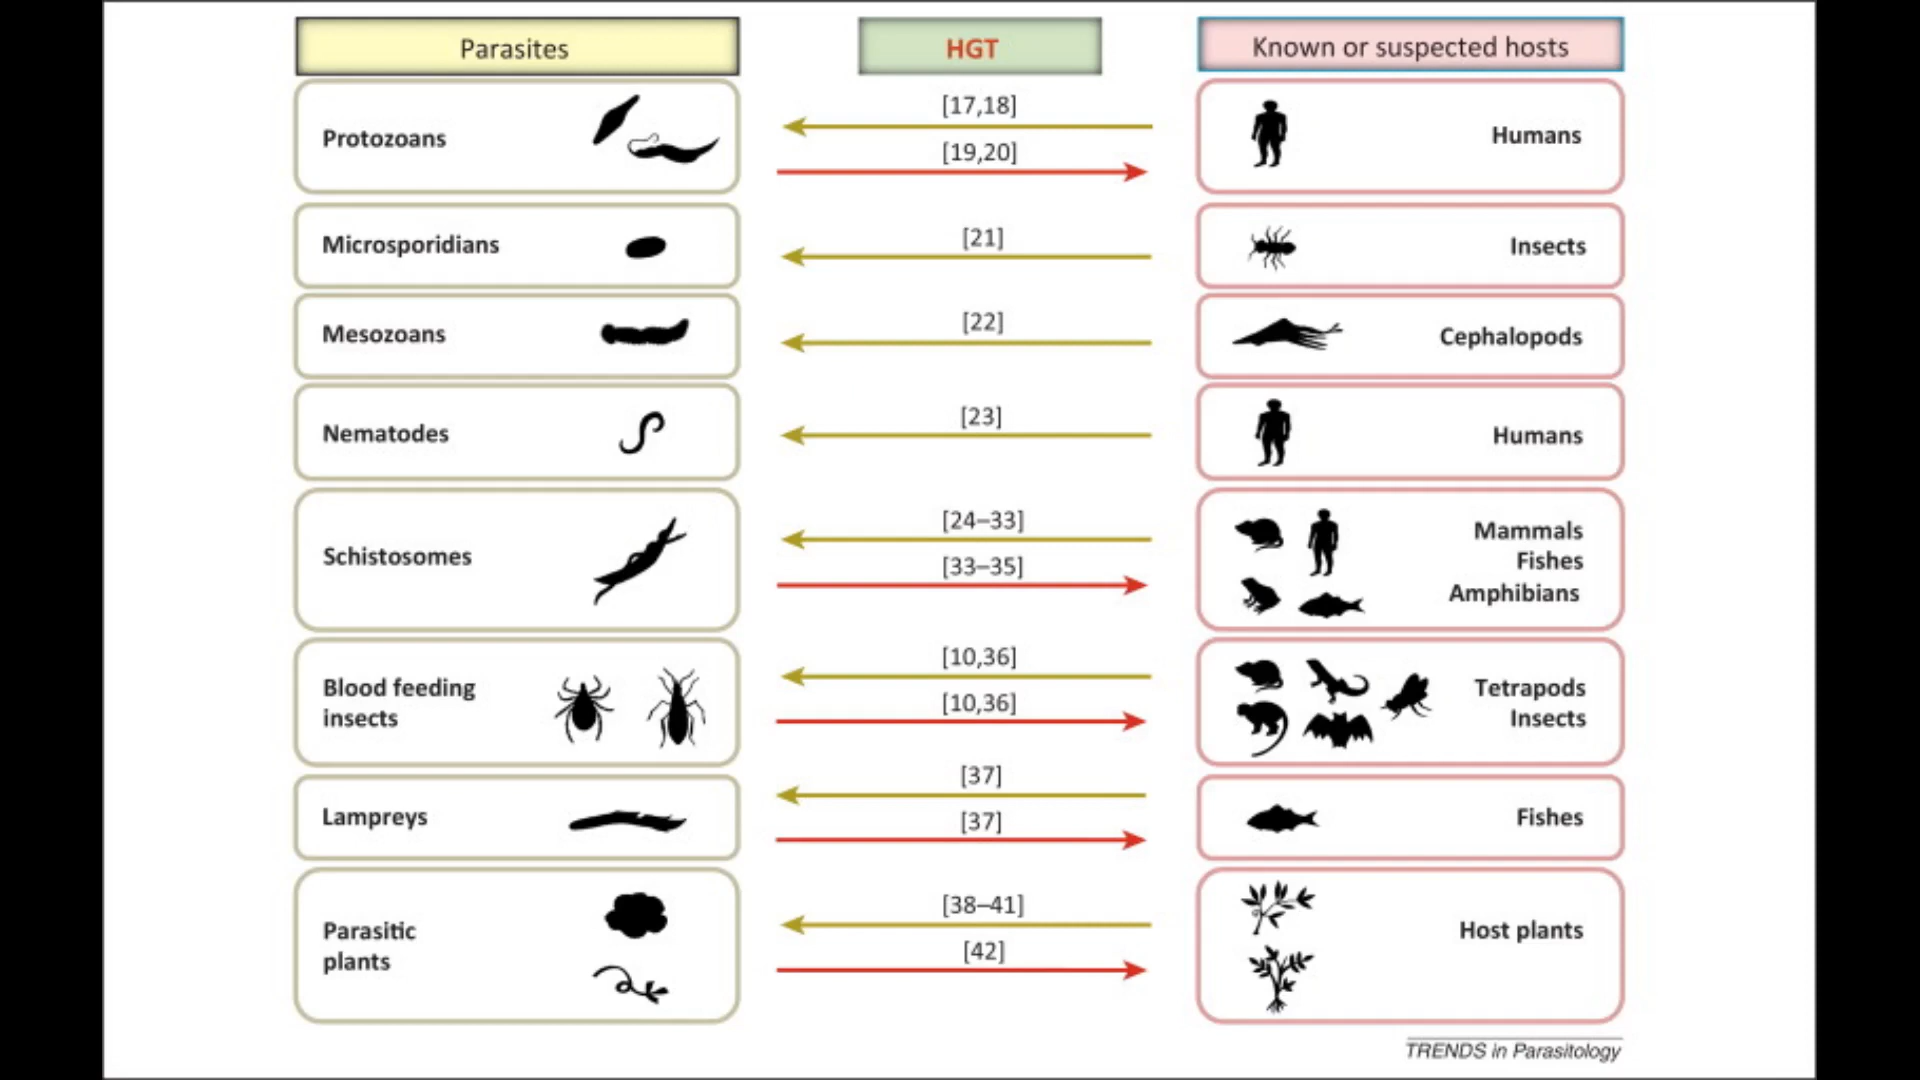 Parasites
HGT
Known or suspected hosts
Protozoans
[17,18]
[19,20]
Humans
Microsporidians
[21]
Insects
Mesozoans
[22]
Cephalopods
Nematodes
[23]
Humans
Schistosomes
[24–33]
[33–35]
Mammals
Fishes
Amphibians
Blood feeding
insects
[10,36]
[10,36]
Tetrapods
Insects
Lampreys
[37]
[37]
Fishes
Parasitic
plants
[38–41]
[42]
Host plants
TRENDS in Parasitology